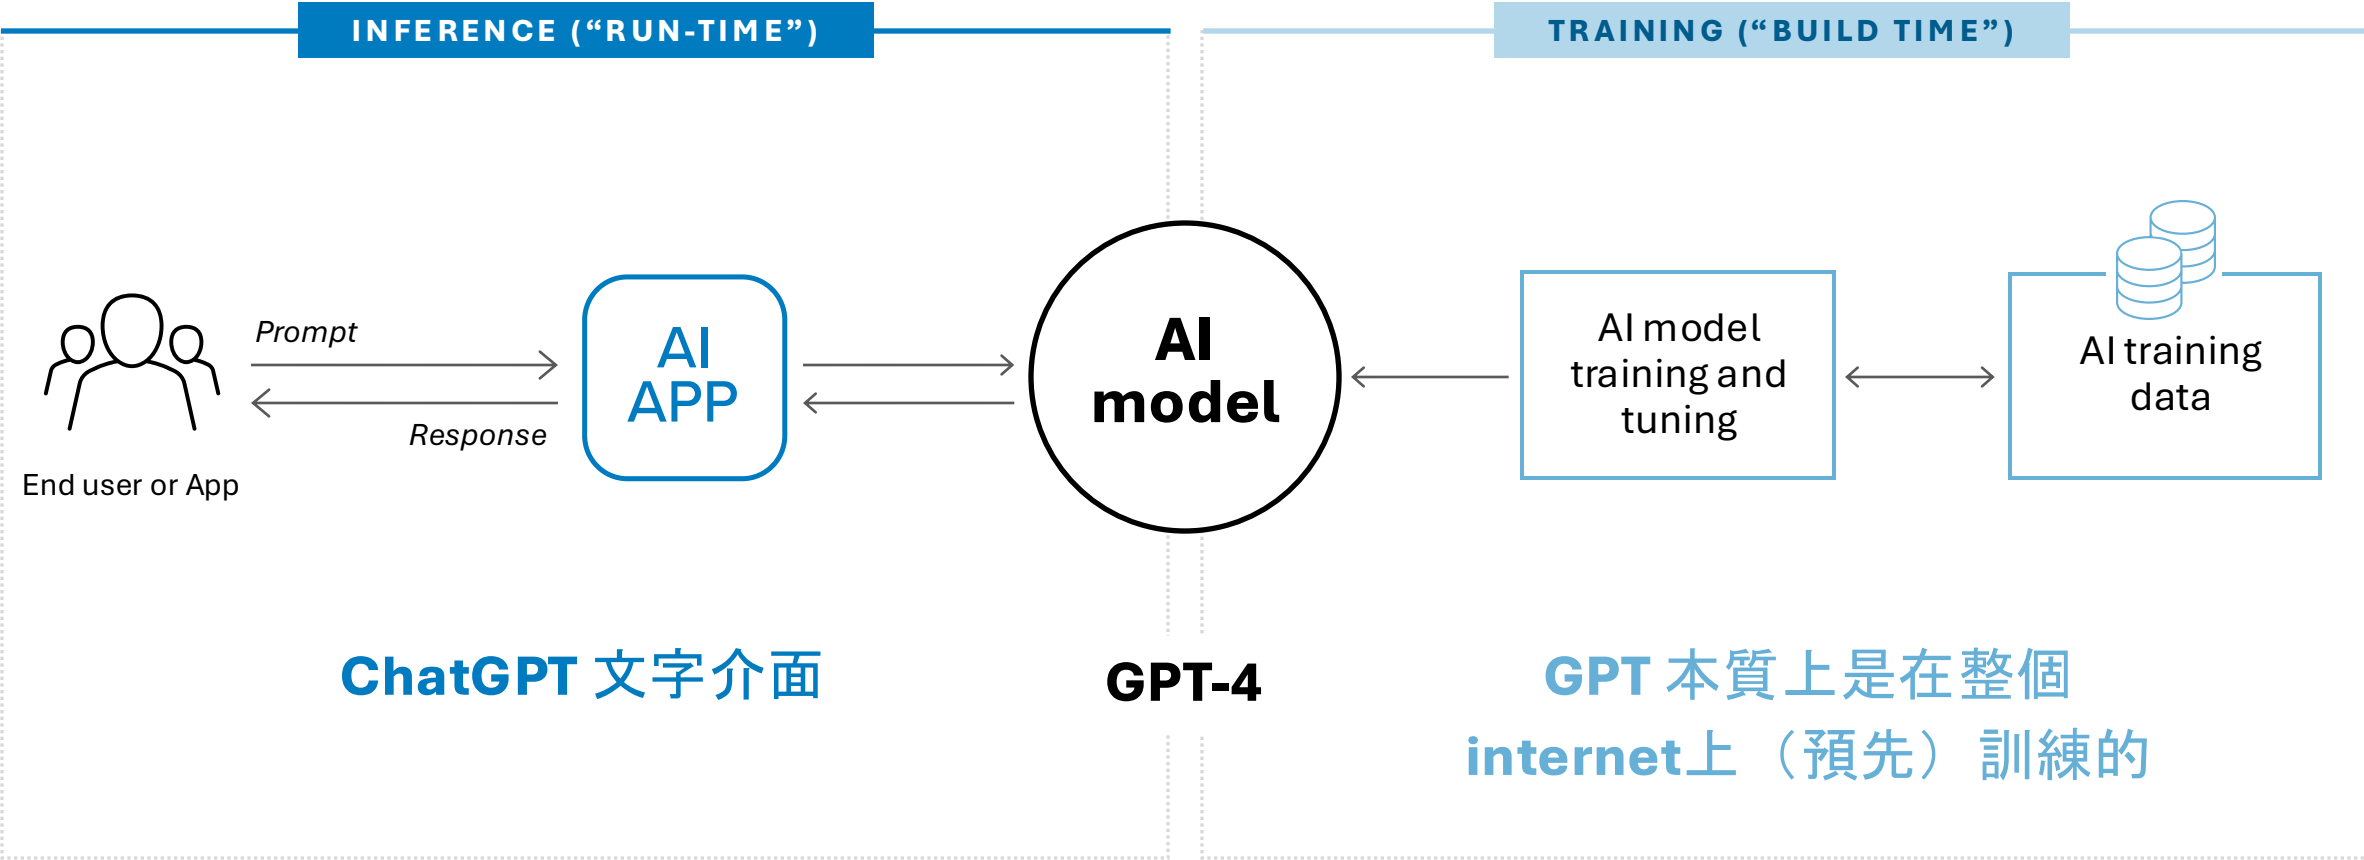 INFERENCE (“RUN-TIME”)
TRAINING (“BUILD TIME”)
Prompt
Response
End user or App
AI
APP
AI
model
AI model
training and
tuning
AI training
data
ChatGPT 文字介面
GPT-4
GPT 本質上是在整個
internet上（預先）訓練的